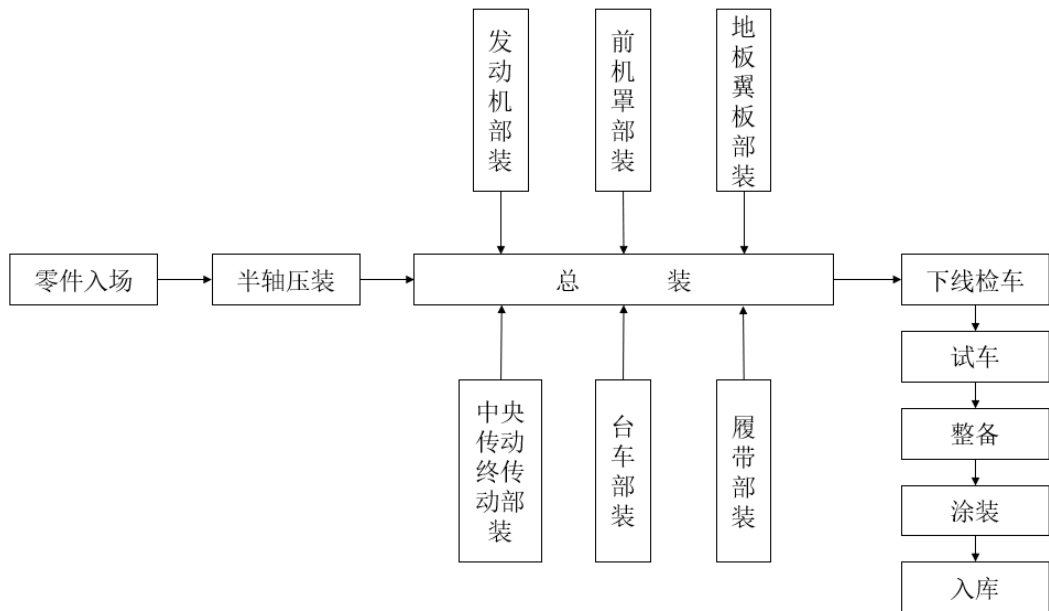 发动机部装
前机罩部装
地板翼板部装
零件入场
半轴压装
总装
下线检车
试车
中央
传动
终传
动部
装
台车部装
履带部装
整备
涂装
入库